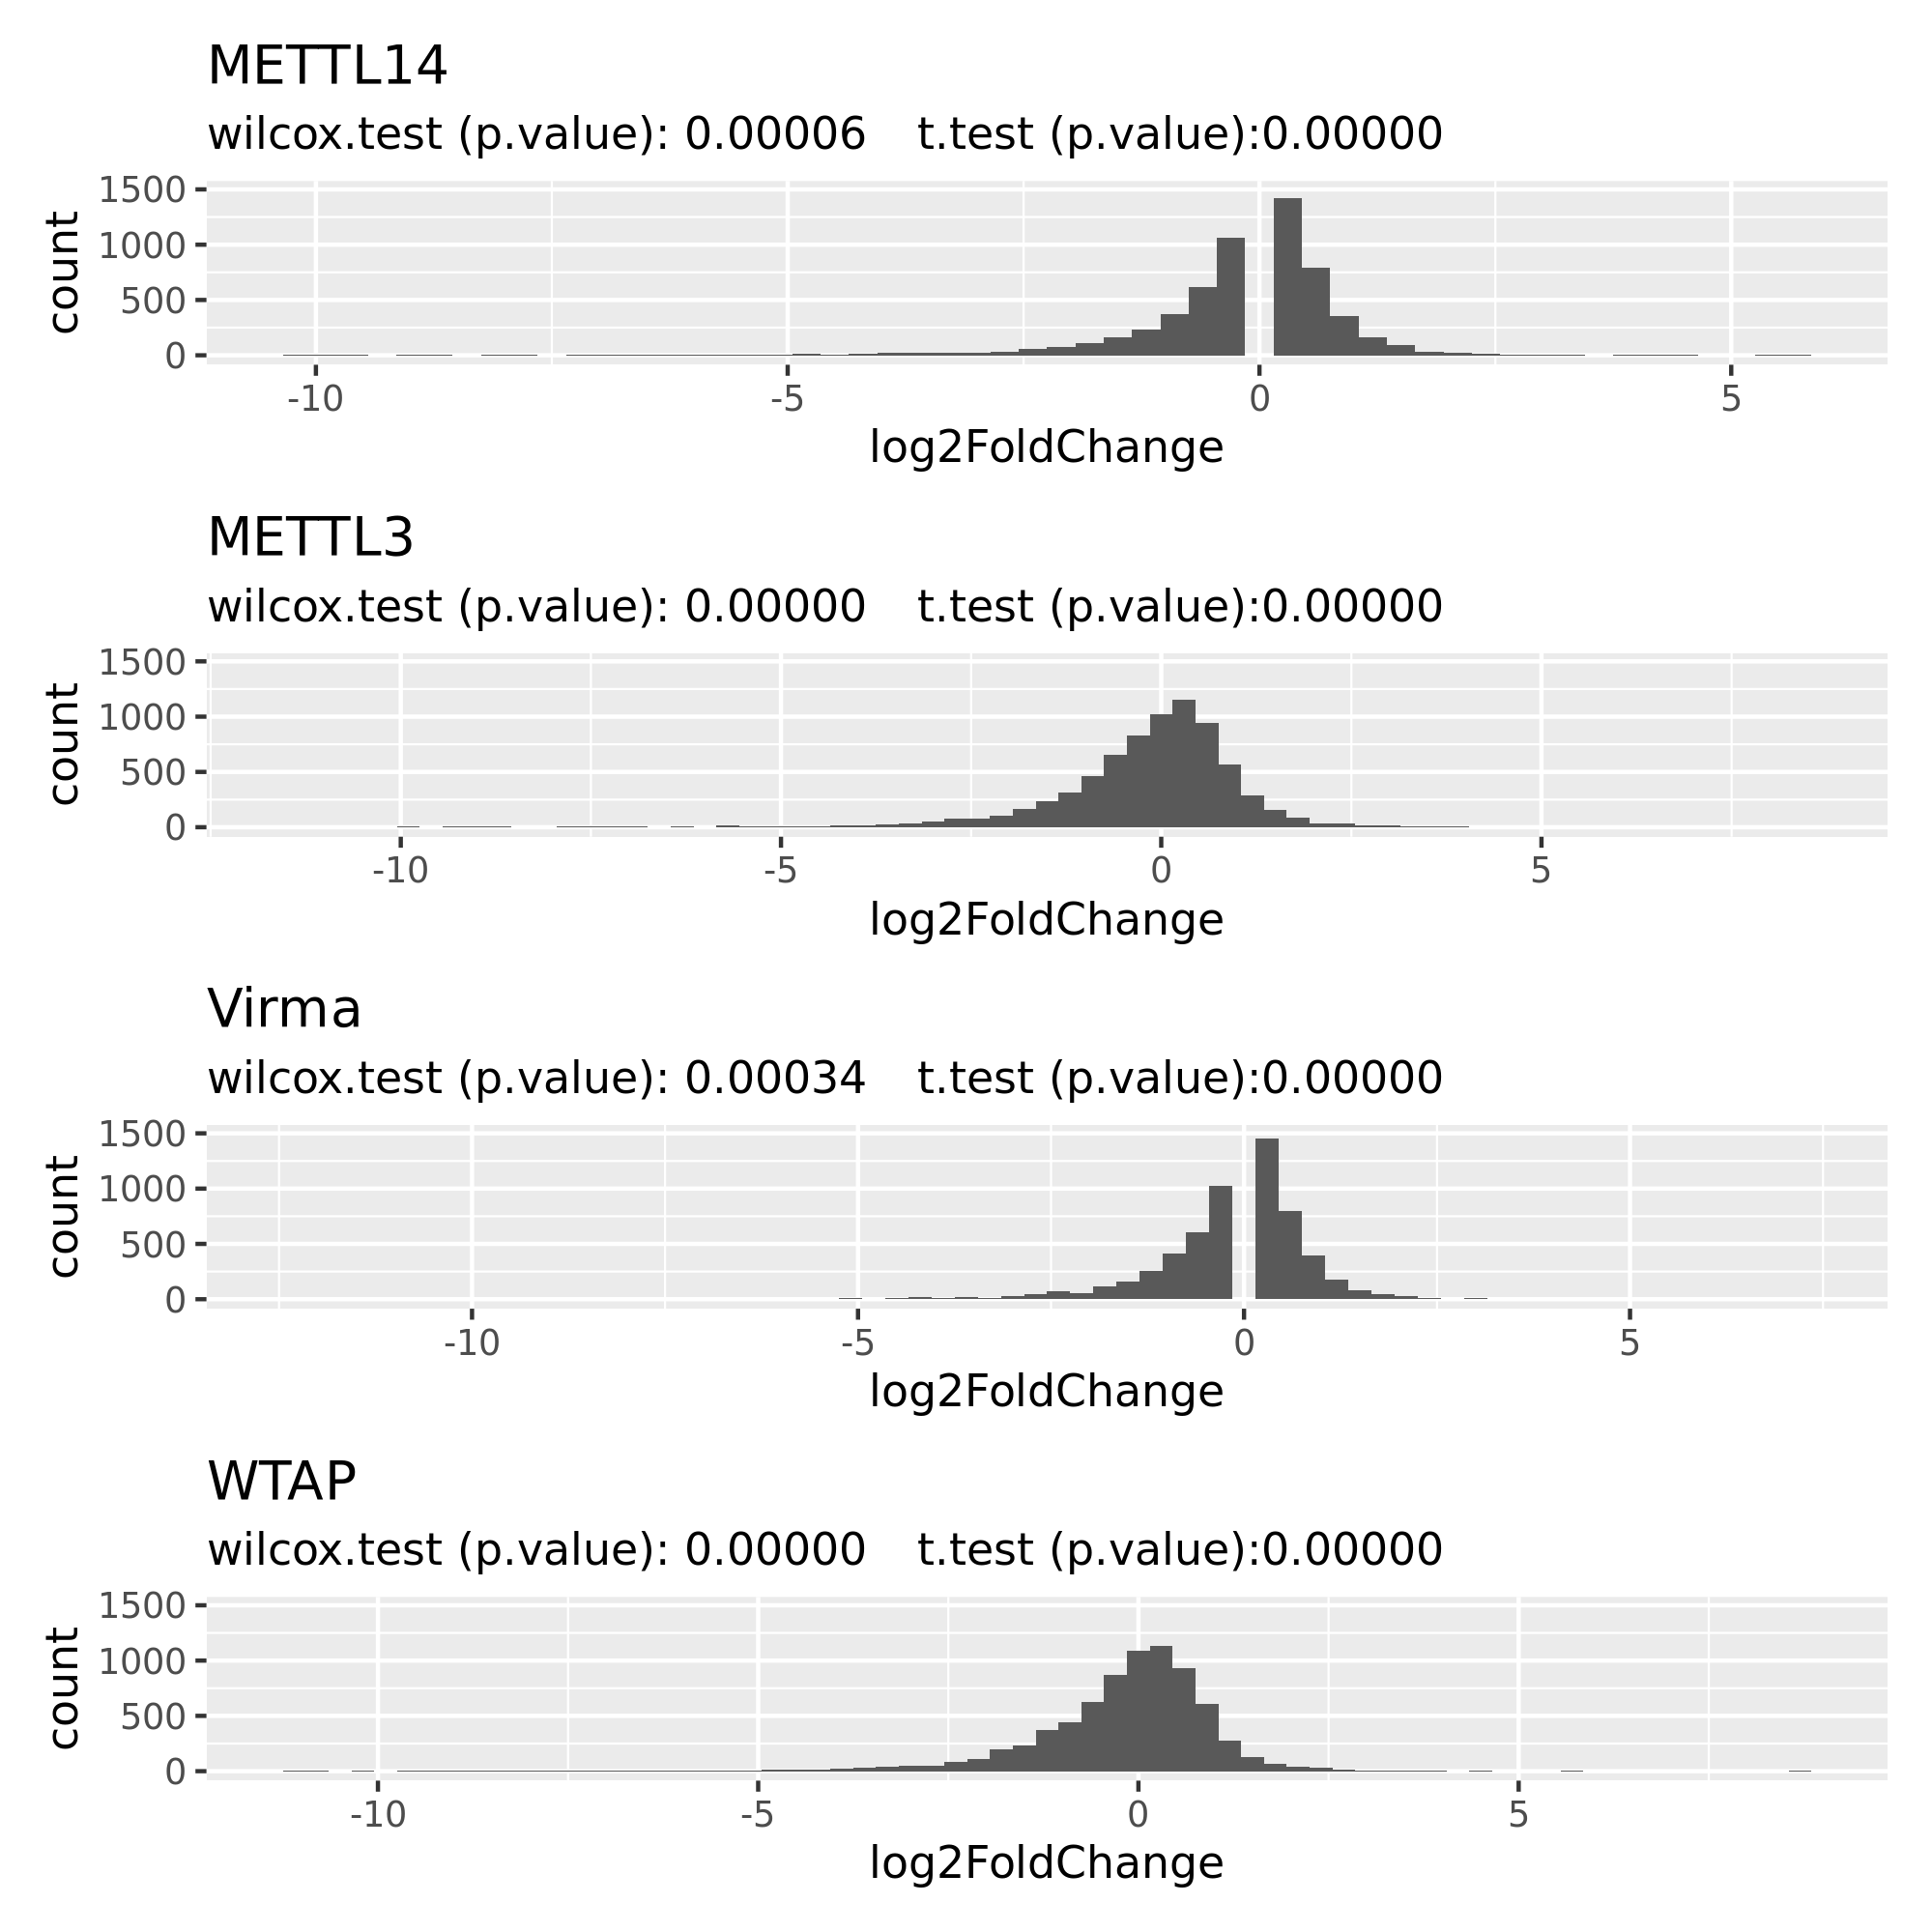 METTL14
wilcox.test (p.value): 0.00006    t.test (p.value):0.00000
1500
1000
500
0
count
-10 -5 0 5
log2FoldChange
METTL3
wilcox.test (p.value): 0.00000    t.test (p.value):0.00000
1500
1000
500
0
count
-10 -5 0 5
log2FoldChange
Virma
wilcox.test (p.value): 0.00034    t.test (p.value):0.00000
1500
1000
500
0
count
-10 -5 0 5
log2FoldChange
WTAP
wilcox.test (p.value): 0.00000    t.test (p.value):0.00000
1500
1000
500
0
count
-10 -5 0 5
log2FoldChange